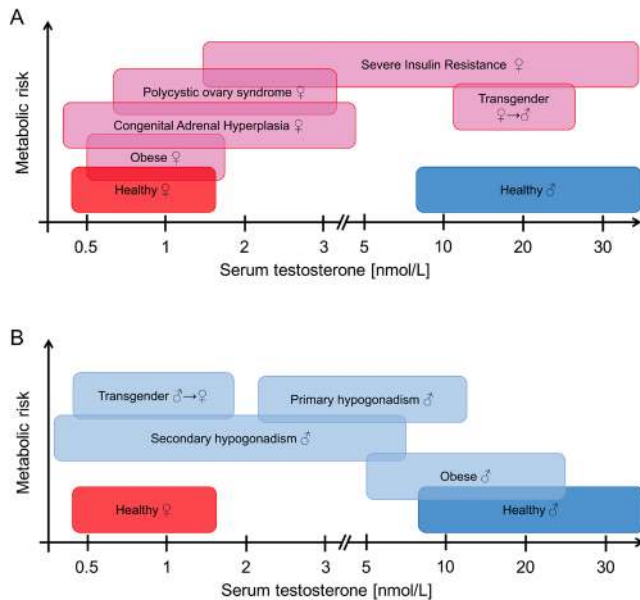 A
Metabolic risk
Severe Insulin Resistance ♀
Polycystic ovary syndrome ♀
Transgender
♀→♂
Congenital Adrenal Hyperplasia ♀
Obese ♀
Healthy ♀
Healthy ♂
0.5 1 2 3 5 10 20 30
Serum testosterone [nmol/L]
B
Metabolic risk
Transgender ♂→♀
Primary hypogonadism ♂
Secondary hypogonadism ♂
Obese ♂
Healthy ♀
Healthy ♂
0.5 1 2 3 5 10 20 30
Serum testosterone [nmol/L]